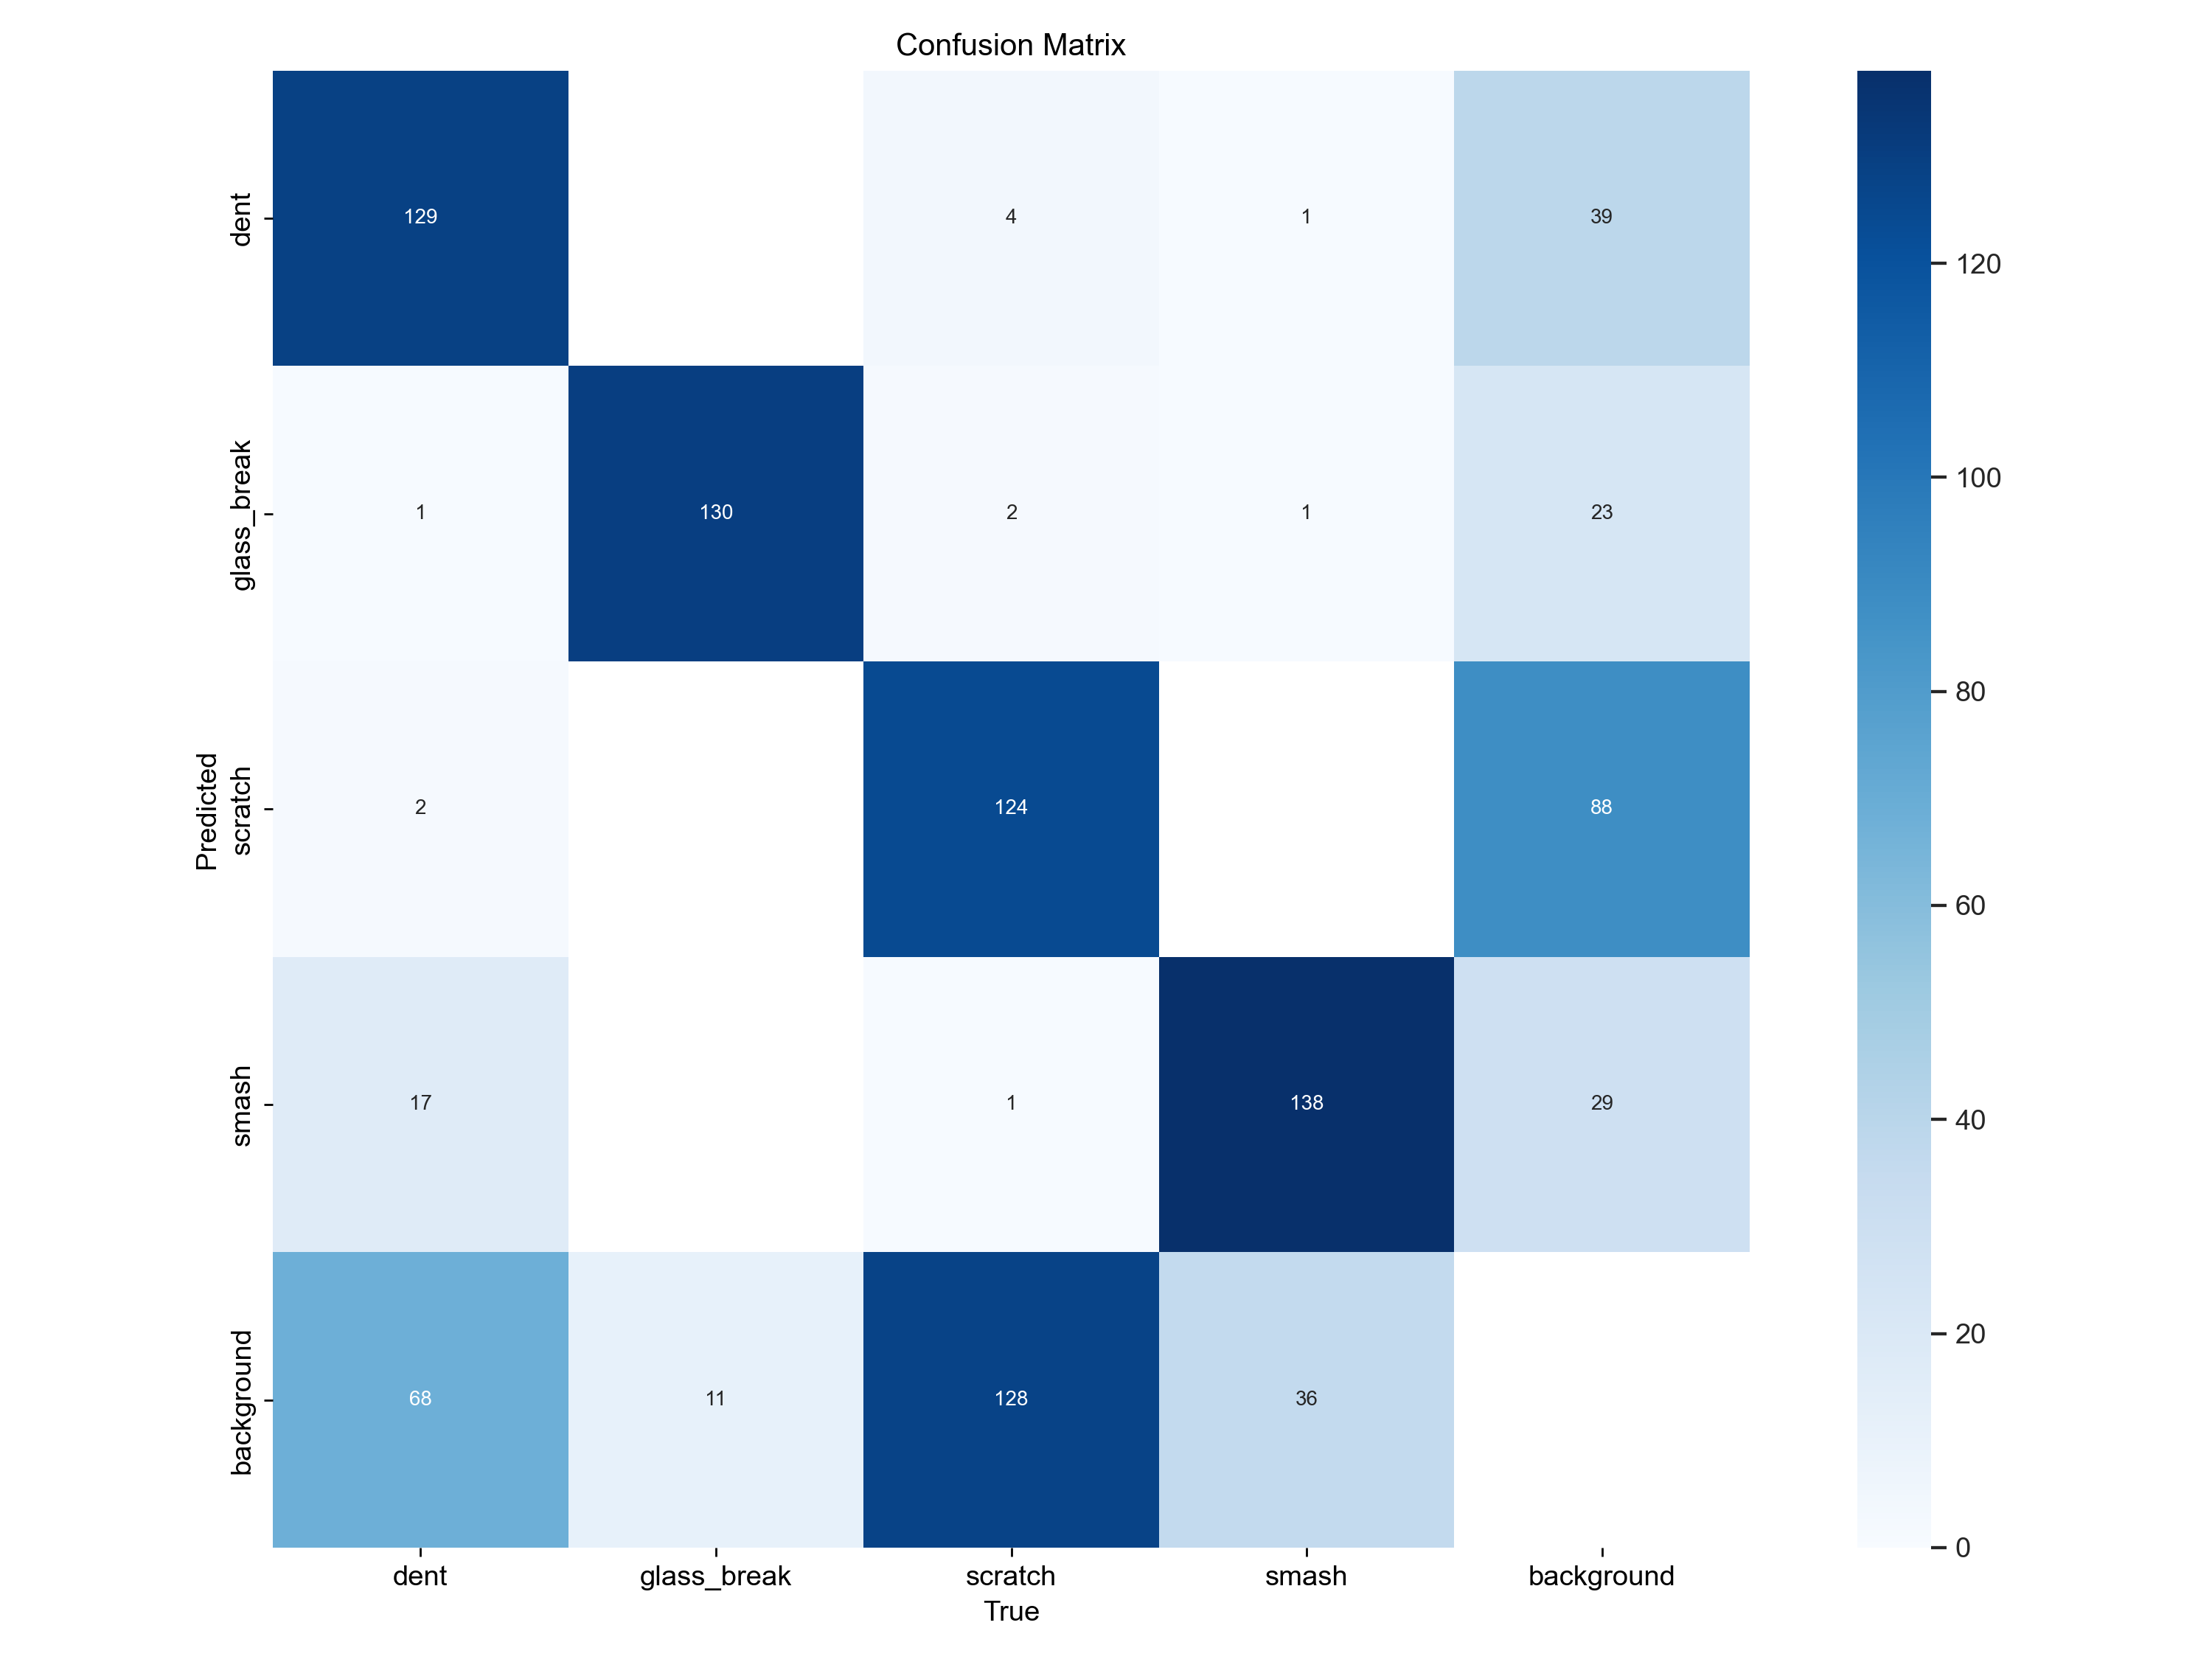 Confusion Matrix
Predicted
dent
129
4
1
39
glass_break
1
130
2
1
23
scratch
2
124
88
smash
17
1
138
29
background
68
11
128
36
dent
glass_break
scratch
smash
background
True
120
100
80
60
40
20
0